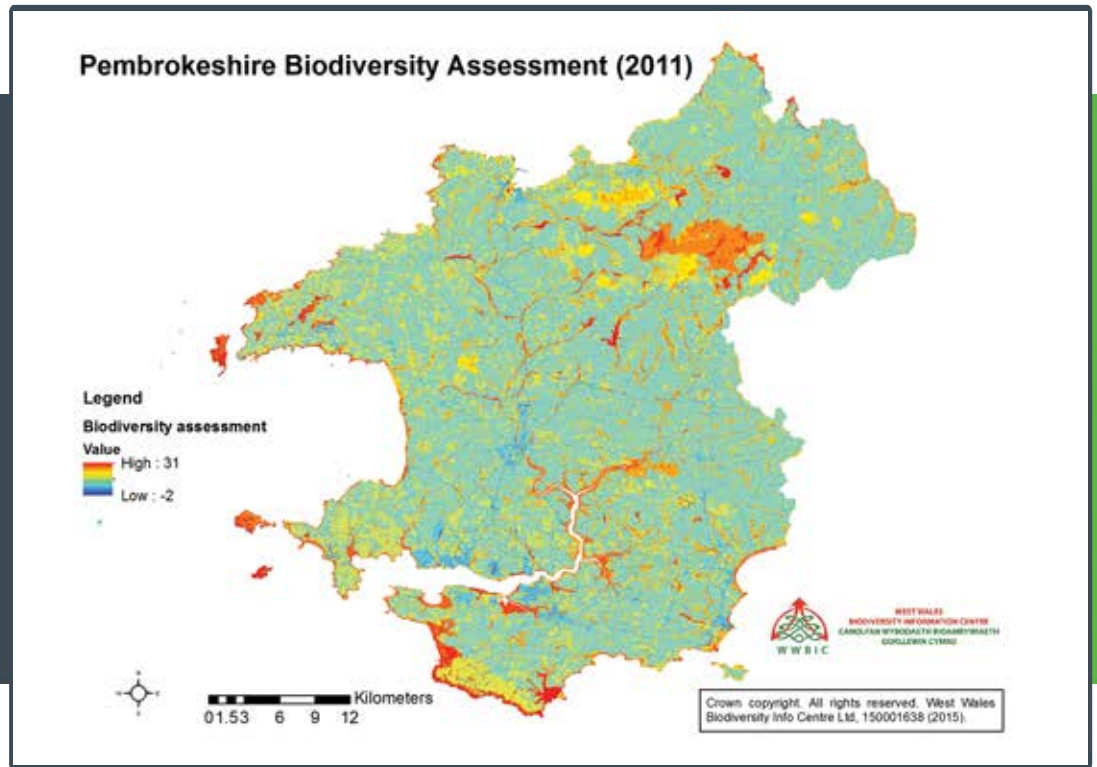 Pembrokeshire Biodiversity Assessment (2011)
Legend
Biodiversity assessment
Value
High : 31
Low : -2
Kilometers
0 1.5 3 6 9 12
WWBIC
WEST WALES
BIODIVERSITY INFORMATION CENTRE
CANOLFAN WYBODAETH BIOAMRYWIAETH
GORLLEWIN CYMRU
Crown copyright. All rights reserved. West Wales
Biodiversity Info Centre Ltd, 150001638 (2015).